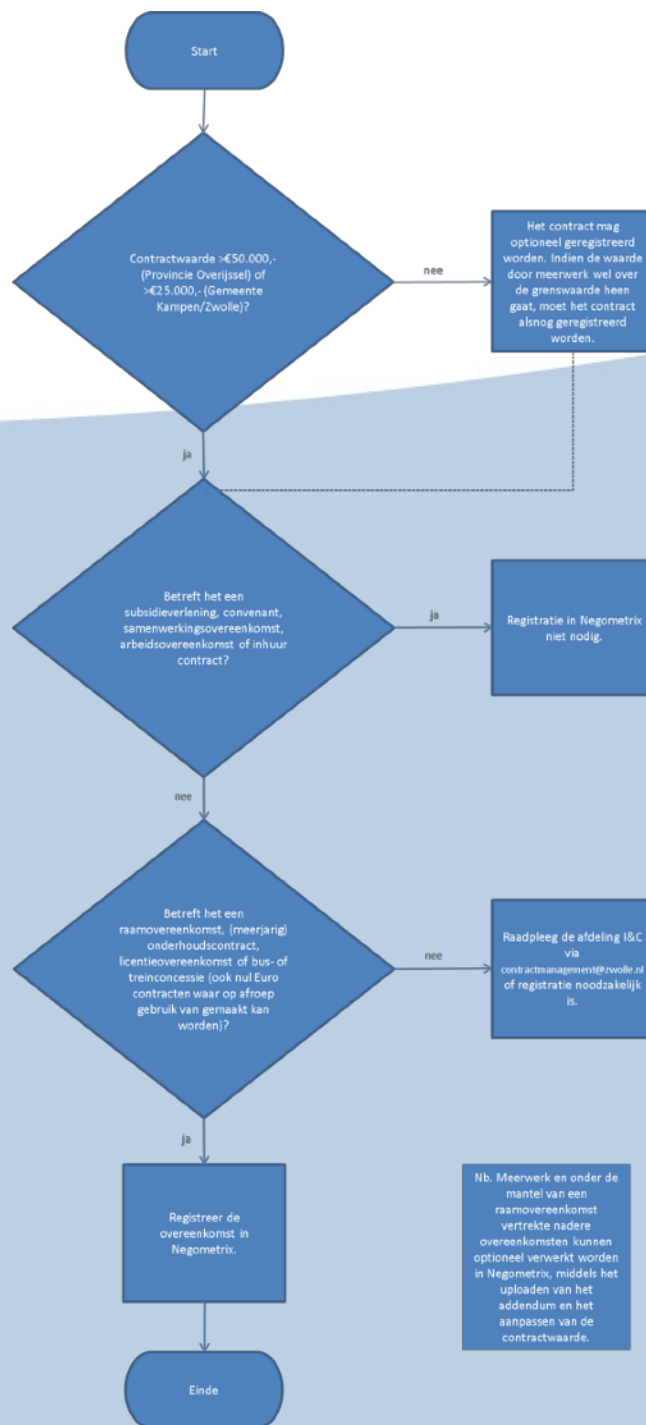 Start
Contractwaarde >€50.000,-
(Provincie Overijssel) of
>€25.000,- (Gemeente
Kampen/Zwolle)?
nee
Het contract mag
optioneel geregistreerd
worden. Indien de waarde
door meerwerk wel over
de grenswaarde heen
gaat, moet het contract
alsnog geregistreerd
worden.
ja
Betreft het een
subsidieverlening, convenant,
samenwerkingsovereenkomst,
arbeidsovereenkomst of inhuur
contract?
ja
Registratie in Negometrix
niet nodig.
nee
Betreft het een
raamovereenkomst, (meerjarig)
onderhoudscontract,
licentieovereenkomst of bus- of
treinconcessie (ook nul Euro
contracten waar op afroep
gebruik van gemaakt kan
worden)?
nee
Raadpleeg de afdeling I&C
via
contractmanagement@zwolle.nl
of registratie noodzakelijk
is.
ja
Registreer de
overeenkomst in
Negometrix.
Nb. Meerwerk en onder de
mantel van een
raamovereenkomst
vertrekte nadere
overeenkomsten kunnen
optioneel verwerkt worden
in Negometrix, middels het
uploaden van het
addendum en het
aanpassen van de
contractwaarde.
Einde